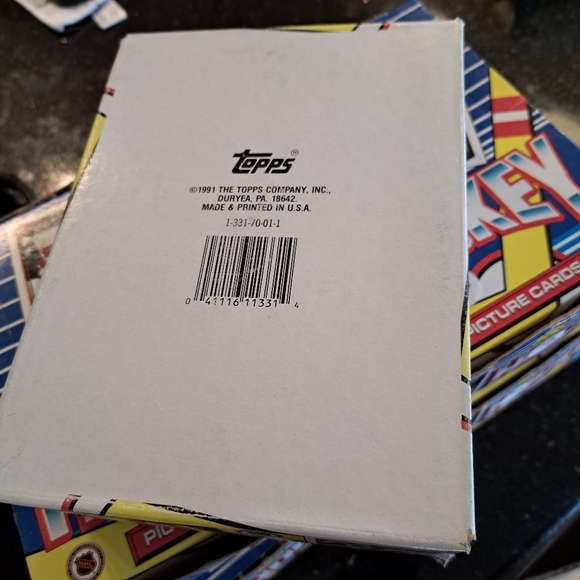 Topps®
©1991 THE TOPPS COMPANY, INC.,
DURYEA, PA. 18642.
MADE & PRINTED IN U.S.A.
1-331-70-01-1
0 41116 11331 4
KEY
PICTURE CARDS
PIC